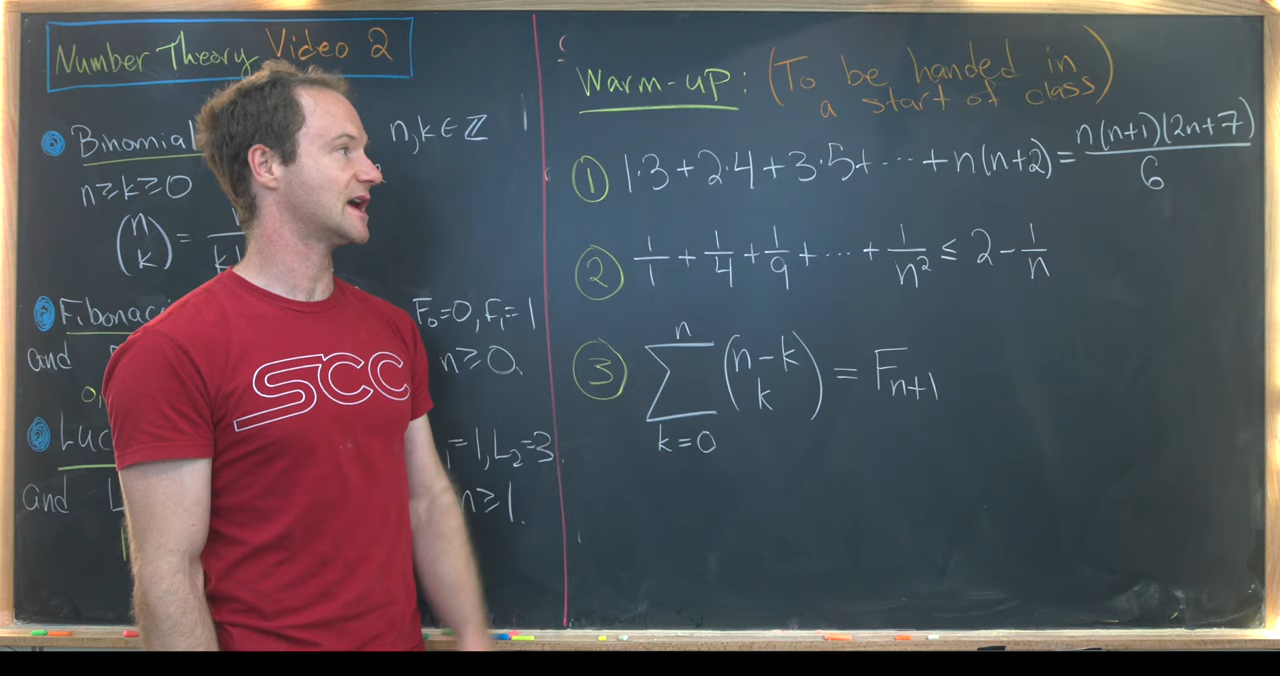 Number Theory Video 2
Binomial
n,k ∈ ℤ
n ≥ k ≥ 0
(n k) =
Fibonacci
F₀=0, F₁=1
and
n ≥ 0.
0,
Luc
=1, L₂=3.
and L
n ≥ 1.
SCC
Warm-up: (To be handed in
a start of class)
① 1·3 + 2·4 + 3·5 + ⋯ + n(n+2) = n(n+1)(2n+7)/6
② 1/1 + 1/4 + 1/9 + ⋯ + 1/n² ≤ 2 - 1/n
③ ∑_{k=0}^{n} (n-k k) = F_{n+1}